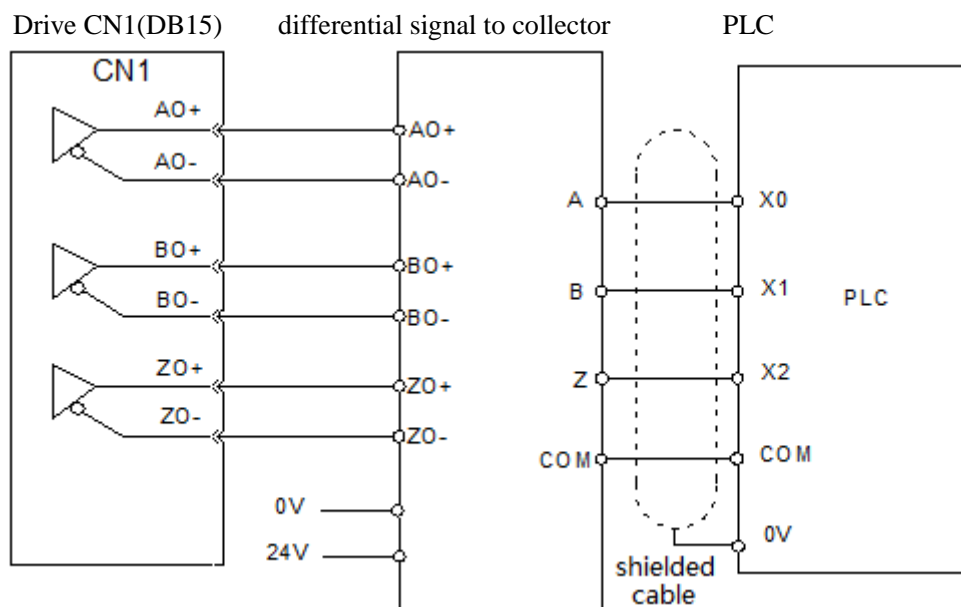 Drive CN1(DB15)
differential signal to collector
PLC
CN1
AO+
AO-
BO+
BO-
ZO+
ZO-
0V
24V
AO+
AO-
BO+
BO-
ZO+
ZO-
A
B
Z
COM
shielded
cable
X0
X1
X2
COM
0V
PLC